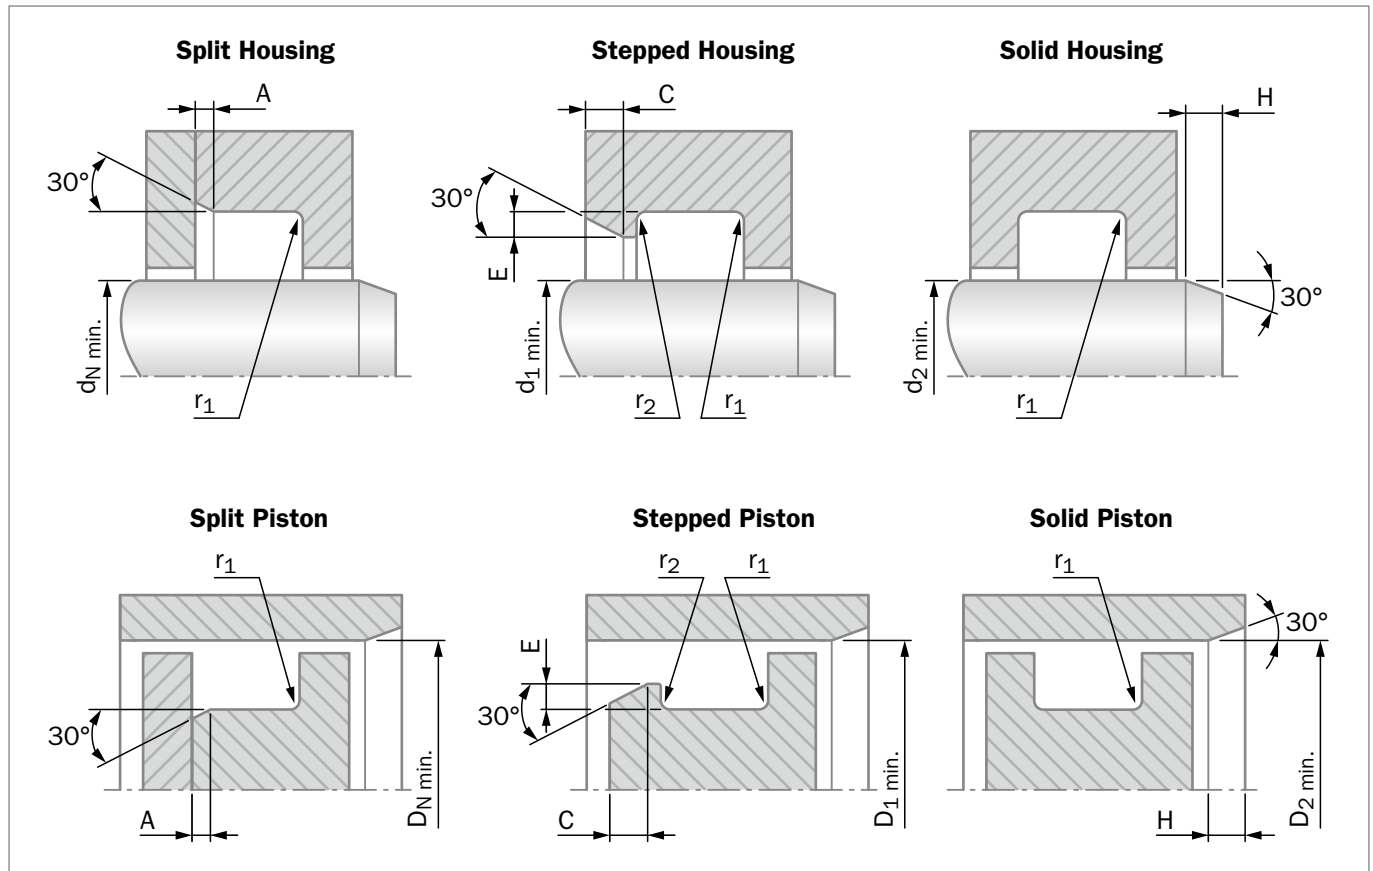 Split Housing
Stepped Housing
Solid Housing
A
C
H
30°
30°
30°
E
dN min.
d1 min.
d2 min.
r1
r2
r1
r1
Split Piston
Stepped Piston
Solid Piston
r1
r2
r1
r1
30°
E
30°
30°
DN min.
D1 min.
D2 min.
A
C
H